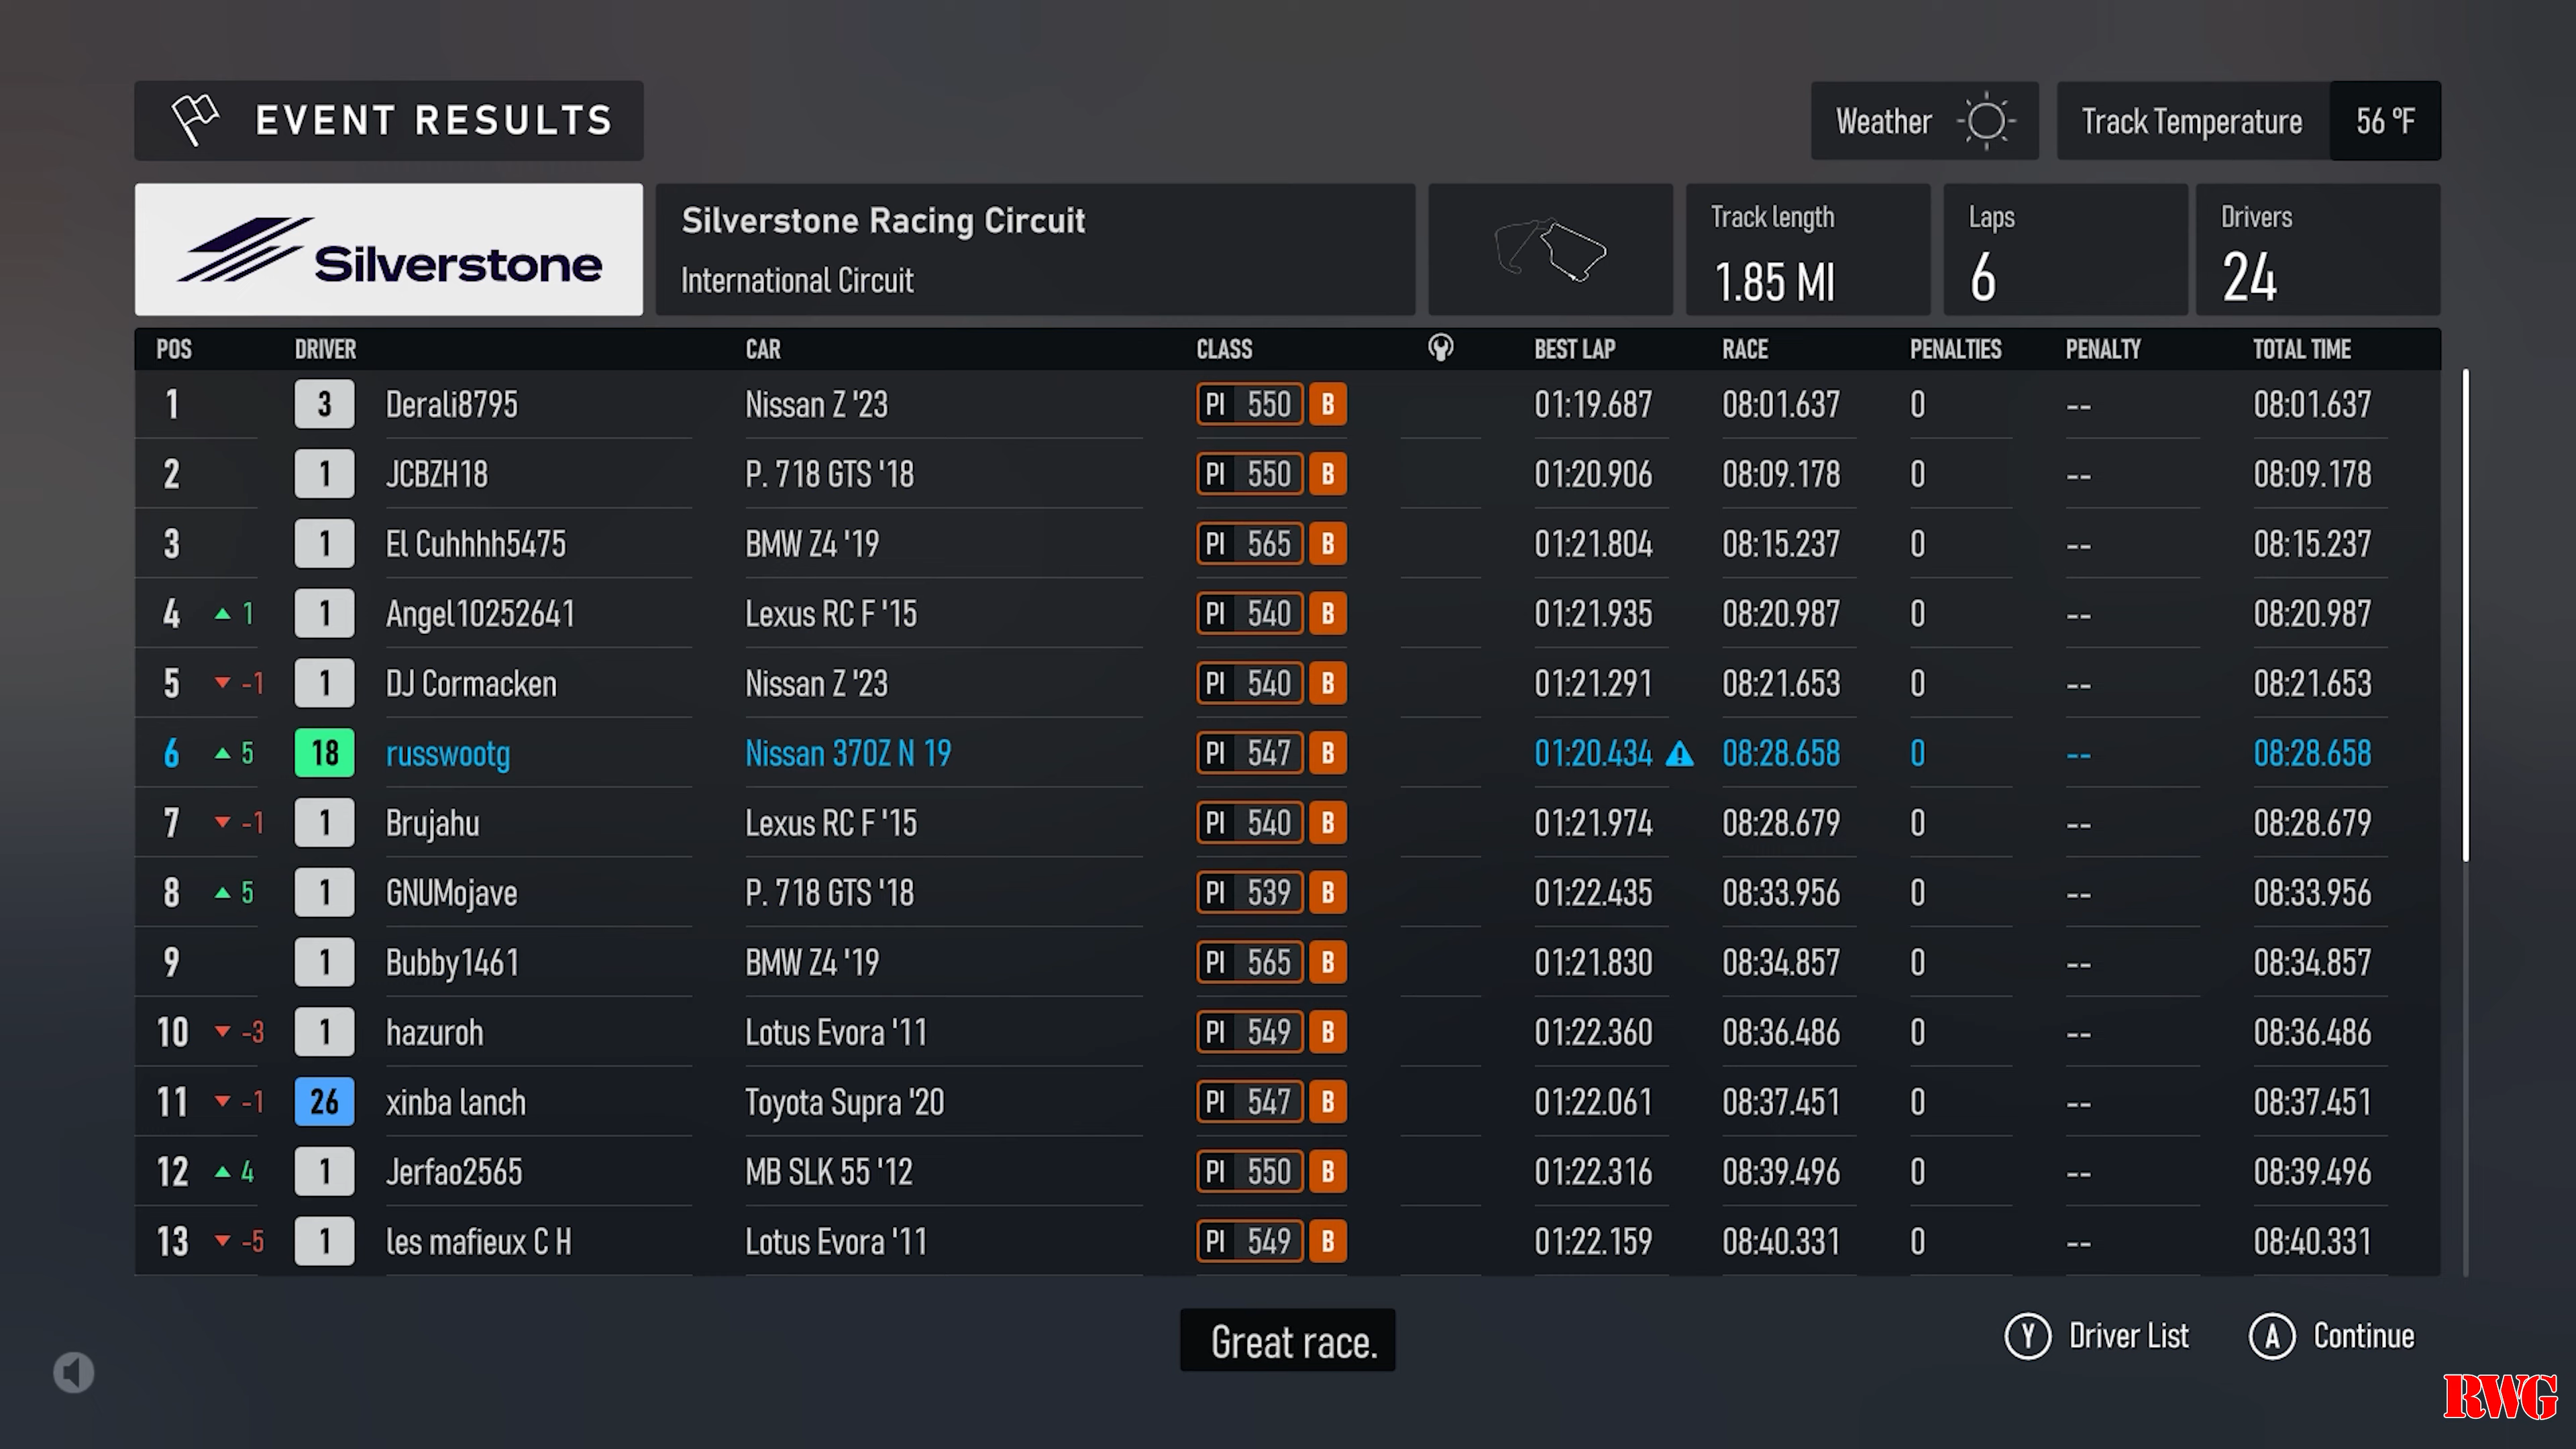 EVENT RESULTS
Weather
Track Temperature 56 °F
Silverstone
Silverstone Racing Circuit
International Circuit
Track length
1.85 MI
Laps
6
Drivers
24
POS DRIVER CAR CLASS BEST LAP RACE PENALTIES PENALTY TOTAL TIME
1 3 Derali8795 Nissan Z '23 PI 550 B 01:19.687 08:01.637 0 -- 08:01.637
2 1 JCBZH18 P. 718 GTS '18 PI 550 B 01:20.906 08:09.178 0 -- 08:09.178
3 1 El Cuhhhh5475 BMW Z4 '19 PI 565 B 01:21.804 08:15.237 0 -- 08:15.237
4 ▲ 1 1 Angel10252641 Lexus RC F '15 PI 540 B 01:21.935 08:20.987 0 -- 08:20.987
5 ▼ -1 1 DJ Cormacken Nissan Z '23 PI 540 B 01:21.291 08:21.653 0 -- 08:21.653
6 ▲ 5 18 russwootg Nissan 370Z N 19 PI 547 B 01:20.434 08:28.658 0 -- 08:28.658
7 ▼ -1 1 Brujahu Lexus RC F '15 PI 540 B 01:21.974 08:28.679 0 -- 08:28.679
8 ▲ 5 1 GNUMojave P. 718 GTS '18 PI 539 B 01:22.435 08:33.956 0 -- 08:33.956
9 1 Bubby1461 BMW Z4 '19 PI 565 B 01:21.830 08:34.857 0 -- 08:34.857
10 ▼ -3 1 hazuroh Lotus Evora '11 PI 549 B 01:22.360 08:36.486 0 -- 08:36.486
11 ▼ -1 26 xinba lanch Toyota Supra '20 PI 547 B 01:22.061 08:37.451 0 -- 08:37.451
12 ▲ 4 1 Jerfao2565 MB SLK 55 '12 PI 550 B 01:22.316 08:39.496 0 -- 08:39.496
13 ▼ -5 1 les mafieux C H Lotus Evora '11 PI 549 B 01:22.159 08:40.331 0 -- 08:40.331
Great race.
Y Driver List A Continue
RWG